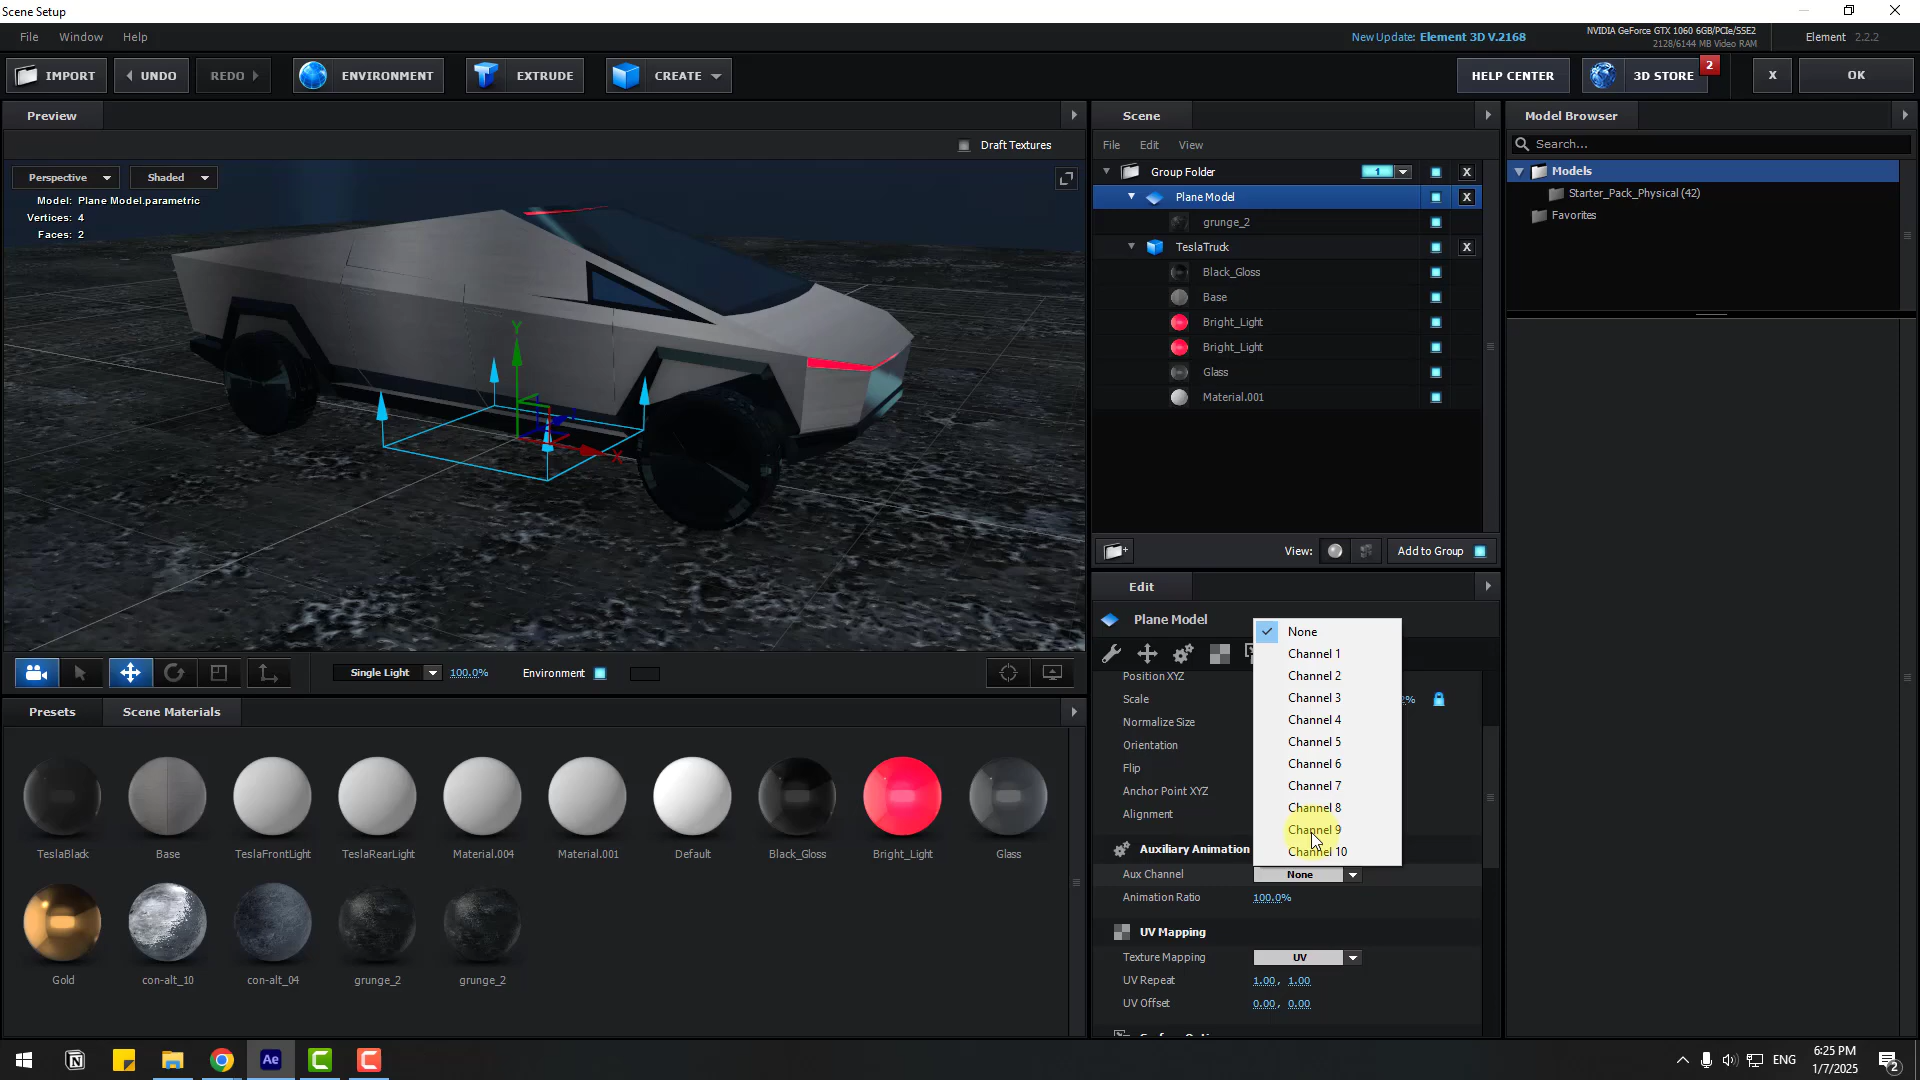 Scene Setup
File Window Help
New Update: Element 3D V.2168
NVIDIA GeForce GTX 1060 6GB/PCIe/SSE2
2128/6144 MB Video RAM
Element 2.2.2
IMPORT
UNDO
REDO
ENVIRONMENT
EXTRUDE
CREATE
HELP CENTER
3D STORE
2
X
OK
Preview
Draft Textures
Perspective
Shaded
Model: Plane Model.parametric
Vertices: 4
Faces: 2
Y
X
Single Light
100.0%
Environment
Presets
Scene Materials
TeslaBlack
Base
TeslaFrontLight
TeslaRearLight
Material.004
Material.001
Default
Black_Gloss
Bright_Light
Glass
Gold
con-alt_10
con-alt_04
grunge_2
grunge_2
Scene
File Edit View
Group Folder
1
X
Plane Model
X
grunge_2
TeslaTruck
X
Black_Gloss
Base
Bright_Light
Bright_Light
Glass
Material.001
View:
Add to Group
Edit
Plane Model
Position XYZ
Scale
Normalize Size
Orientation
Flip
Anchor Point XYZ
Alignment
None
Channel 1
Channel 2
Channel 3
Channel 4
Channel 5
Channel 6
Channel 7
Channel 8
Channel 9
Channel 10
Auxiliary Animation
Aux Channel
None
Animation Ratio
100.0%
UV Mapping
Texture Mapping
UV
UV Repeat
1.00, 1.00
UV Offset
0.00, 0.00
Model Browser
Search...
Models
Starter_Pack_Physical (42)
Favorites
Ae
ENG
6:25 PM
1/7/2025
2